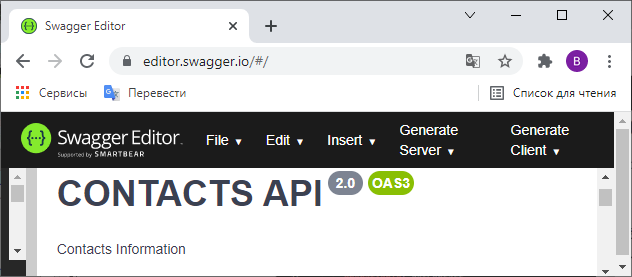 Swagger Editor
editor.swagger.io/#/
B
Сервисы Перевести Список для чтения
Swagger Editor.
Supported by SMARTBEAR
File Edit Insert Generate Server Generate Client
CONTACTS API 2.0 OAS3
Contacts Information